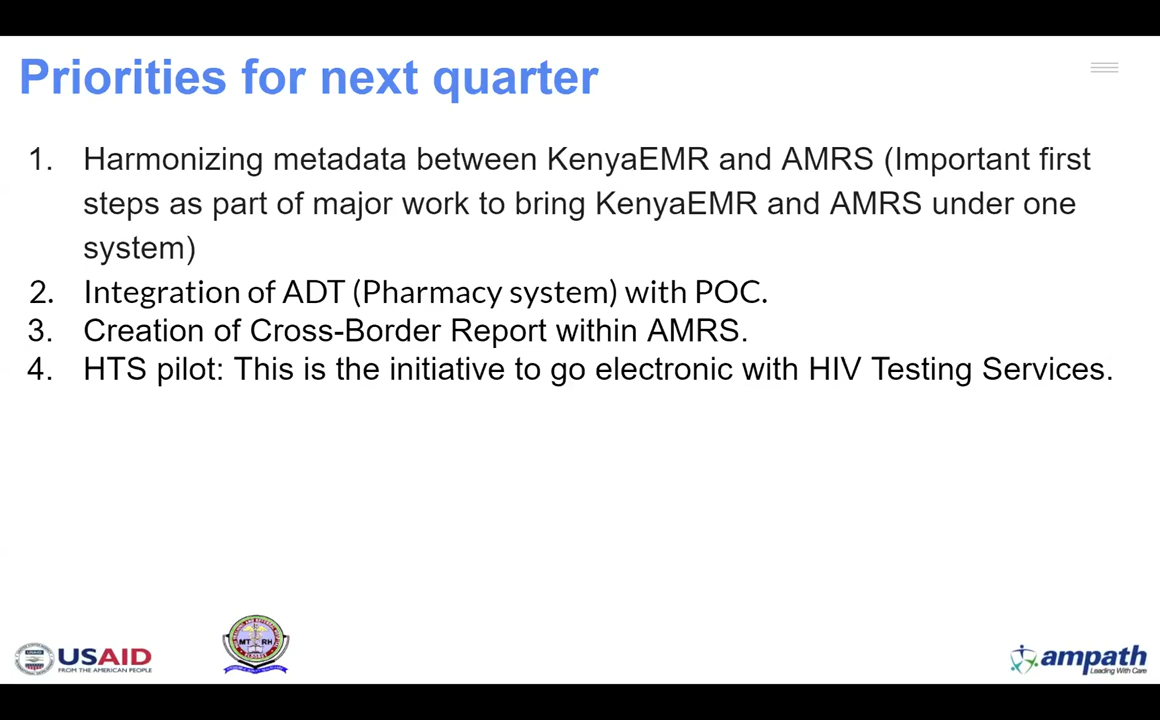 Priorities for next quarter
1. Harmonizing metadata between KenyaEMR and AMRS (Important first
steps as part of major work to bring KenyaEMR and AMRS under one
system)
2. Integration of ADT (Pharmacy system) with POC.
3. Creation of Cross-Border Report within AMRS.
4. HTS pilot: This is the initiative to go electronic with HIV Testing Services.
USAID
FROM THE AMERICAN PEOPLE
MT RH
ampath
Leading With Care